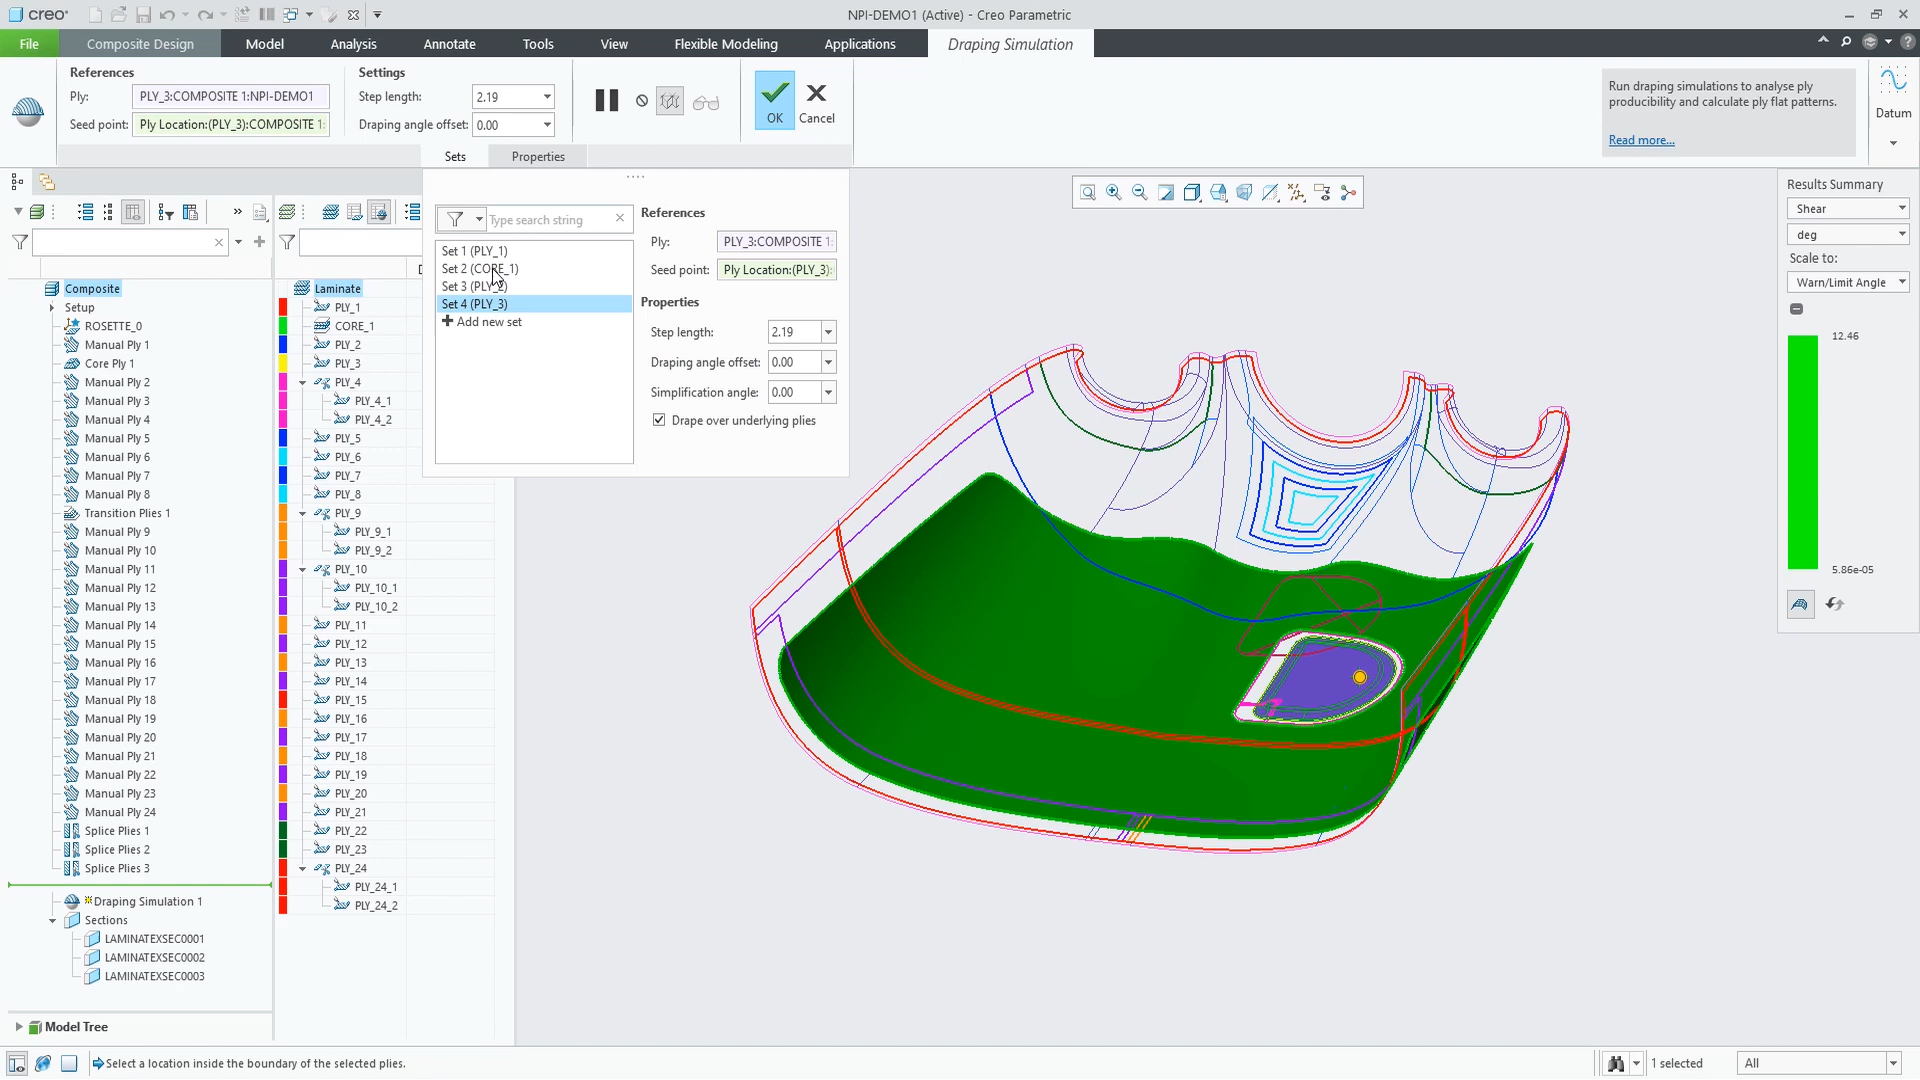 creo
NPI-DEMO1 (Active) - Creo Parametric
File
Composite Design
Model
Analysis
Annotate
Tools
View
Flexible Modeling
Applications
Draping Simulation
References
Ply:
PLY_3:COMPOSITE 1:NPI-DEMO1
Seed point:
Ply Location:(PLY_3):COMPOSITE 1:
Settings
Step length:
2.19
Draping angle offset:
0.00
OK
Cancel
Run draping simulations to analyse ply
producibility and calculate ply flat patterns.
Read more...
Datum
Sets
Properties
Type search string
Set 1 (PLY_1)
Set 2 (CORE_1)
Set 3 (PLY_2)
Set 4 (PLY_3)
Add new set
References
Ply:
PLY_3:COMPOSITE 1:
Seed point:
Ply Location:(PLY_3):
Properties
Step length:
2.19
Draping angle offset:
0.00
Simplification angle:
0.00
Drape over underlying plies
Composite
Setup
ROSETTE_0
Manual Ply 1
Core Ply 1
Manual Ply 2
Manual Ply 3
Manual Ply 4
Manual Ply 5
Manual Ply 6
Manual Ply 7
Manual Ply 8
Transition Plies 1
Manual Ply 9
Manual Ply 10
Manual Ply 11
Manual Ply 12
Manual Ply 13
Manual Ply 14
Manual Ply 15
Manual Ply 16
Manual Ply 17
Manual Ply 18
Manual Ply 19
Manual Ply 20
Manual Ply 21
Manual Ply 22
Manual Ply 23
Manual Ply 24
Splice Plies 1
Splice Plies 2
Splice Plies 3
Draping Simulation 1
Sections
LAMINATEXSEC0001
LAMINATEXSEC0002
LAMINATEXSEC0003
Model Tree
Laminate
PLY_1
CORE_1
PLY_2
PLY_3
PLY_4
PLY_4_1
PLY_4_2
PLY_5
PLY_6
PLY_7
PLY_8
PLY_9
PLY_9_1
PLY_9_2
PLY_10
PLY_10_1
PLY_10_2
PLY_11
PLY_12
PLY_13
PLY_14
PLY_15
PLY_16
PLY_17
PLY_18
PLY_19
PLY_20
PLY_21
PLY_22
PLY_23
PLY_24
PLY_24_1
PLY_24_2
Results Summary
Shear
deg
Scale to:
Warn/Limit Angle
12.46
5.86e-05
Select a location inside the boundary of the selected plies.
1 selected
All